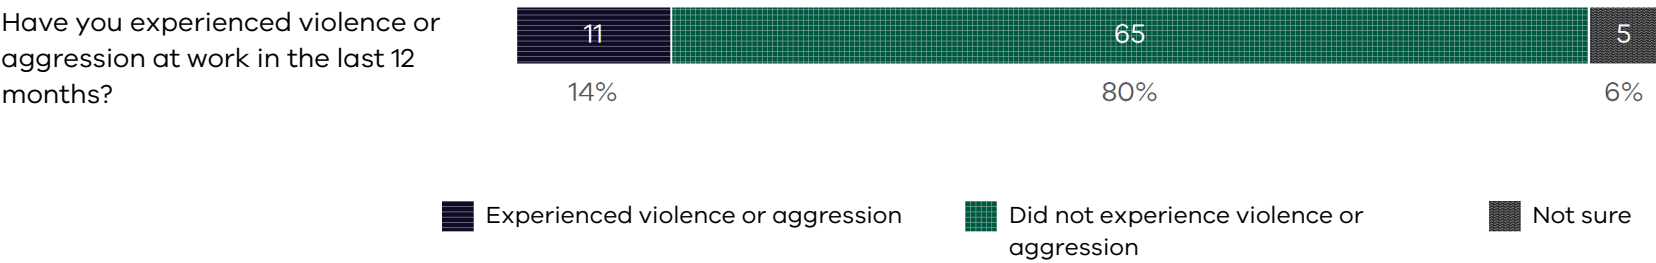 Have you experienced violence or
aggression at work in the last 12
months?
11 65 5
14% 80% 6%
Experienced violence or aggression
Did not experience violence or
aggression
Not sure